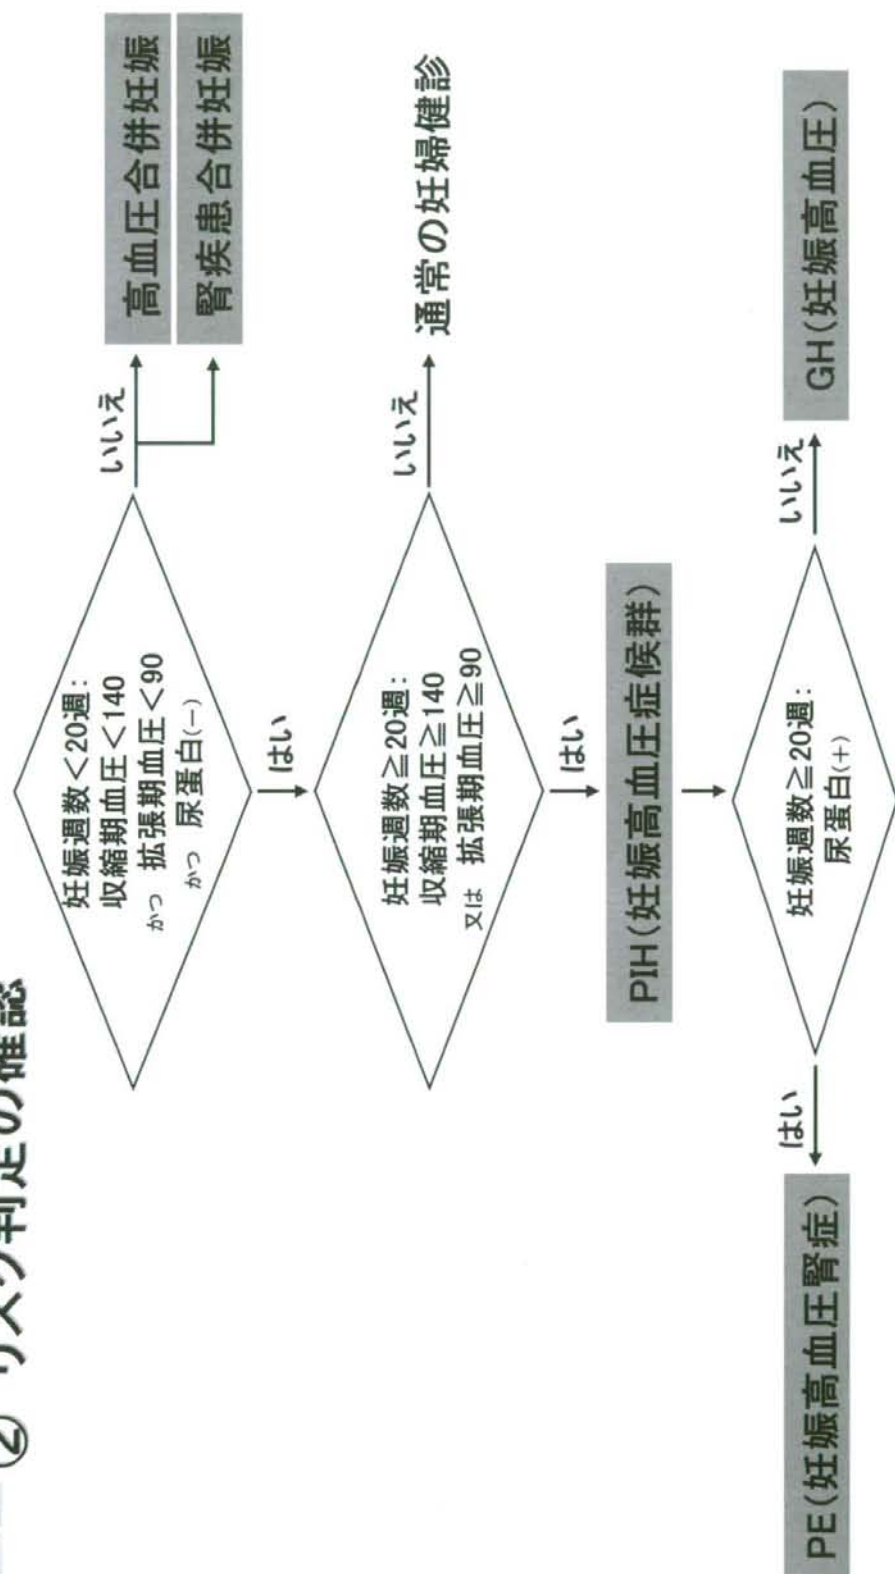 ② リスク判定の確認
妊娠週数＜20週：
収縮期血圧＜140
かつ 拡張期血圧＜90
かつ 尿蛋白(－)
いいえ
高血圧合併妊娠
腎疾患合併妊娠
はい
妊娠週数≧20週：
収縮期血圧≧140
又は 拡張期血圧≧90
いいえ
通常の妊婦健診
はい
PIH(妊娠高血圧症候群)
妊娠週数≧20週：
尿蛋白(＋)
はい
PE(妊娠高血圧腎症)
いいえ
GH(妊娠高血圧)